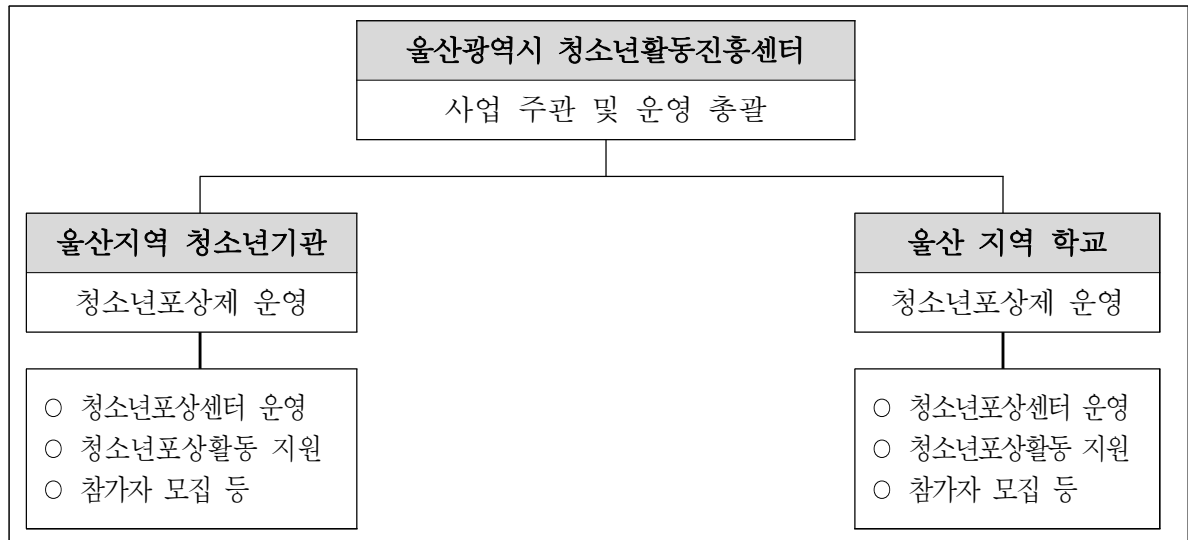 울산광역시 청소년활동진흥센터
사업 주관 및 운영 총괄
울산지역 청소년기관
청소년포상제 운영
○ 청소년포상센터 운영
○ 청소년포상활동 지원
○ 참가자 모집 등
울산 지역 학교
청소년포상제 운영
○ 청소년포상센터 운영
○ 청소년포상활동 지원
○ 참가자 모집 등